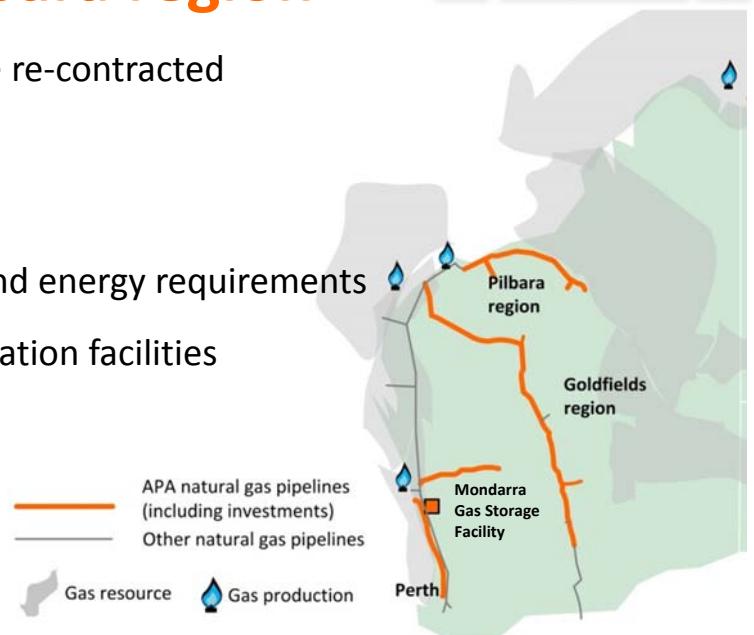 region
re-contracted
nd energy requirements
ation facilities
Pilbara
region
Goldfields
region
Mondarra
Gas Storage
Facility
Perth
APA natural gas pipelines
(including investments)
Other natural gas pipelines
Gas resource
Gas production